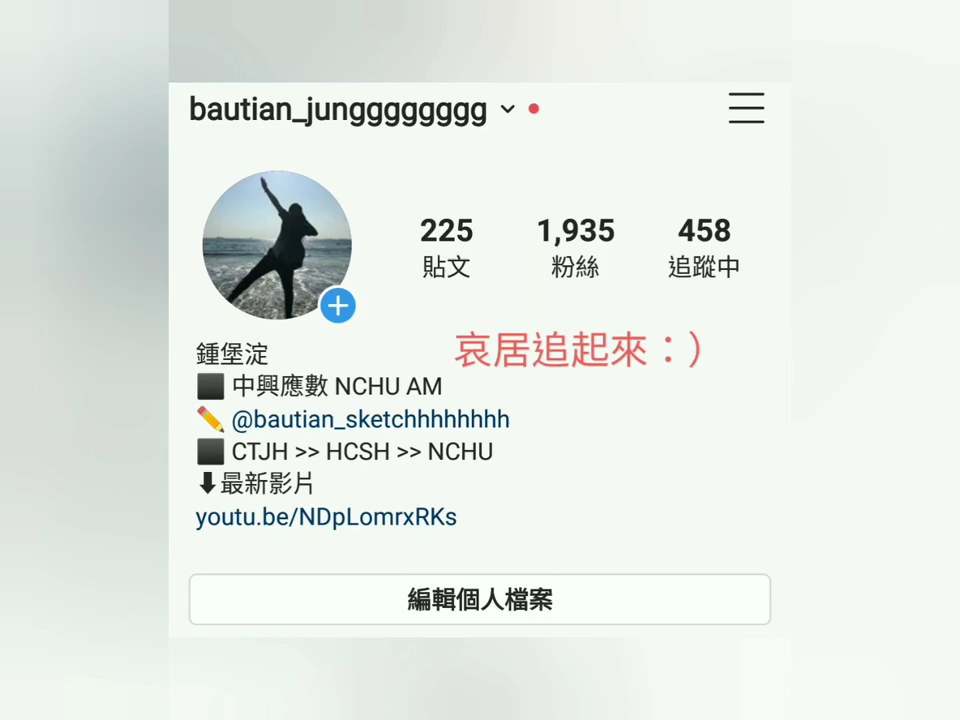 bautian_junggggggggg
225 1,935 458
貼文 粉絲 追蹤中
哀居追起來：）
鍾堡淀
中興應數 NCHU AM
@bautian_sketchhhhhhhh
CTJH >> HCSH >> NCHU
⬇最新影片
youtu.be/NDpLomrxRKs
編輯個人檔案